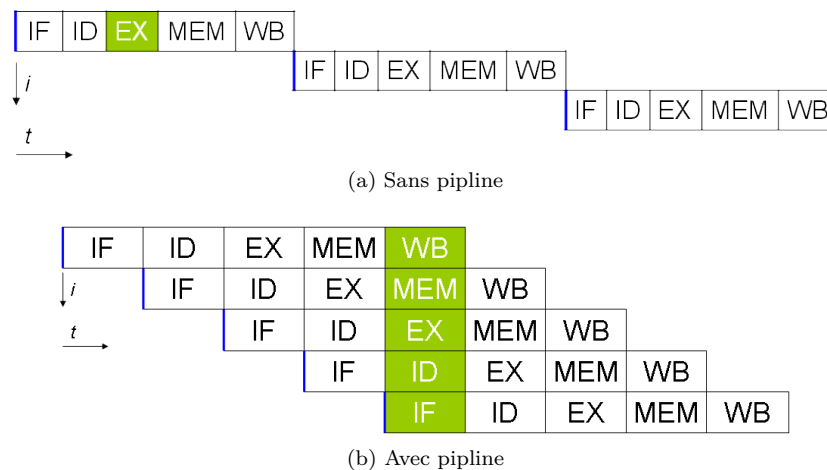 IF ID EX MEM WB
IF ID EX MEM WB
i
IF ID EX MEM WB
t
(a) Sans pipline
IF ID EX MEM WB
i IF ID EX MEM WB
t IF ID EX MEM WB
IF ID EX MEM WB
IF ID EX MEM WB
(b) Avec pipline